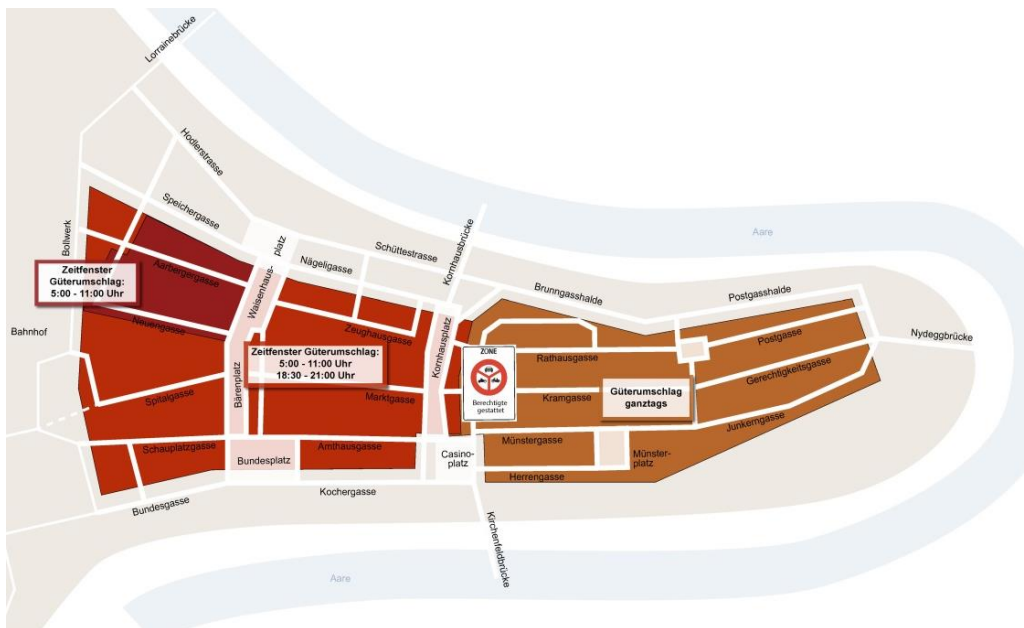 Lorrainebrücke
Hodlerstrasse
Speichergasse
Bollwerk
Aarbergergasse
Zeitfenster
Güterumschlag:
5:00 - 11:00 Uhr
Neuengasse
Bahnhof
Waisenhaus-
platz
Nägeligasse
Schüttestrasse
Kornhausbrücke
Aare
Zeughausgasse
Kornhausplatz
Brunngasshalde
Postgasshalde
Nydeggbrücke
Zeitfenster Güterumschlag:
5:00 - 11:00 Uhr
18:30 - 21:00 Uhr
Bärenplatz
Spitalgasse
Marktgasse
ZONE
Berechtigte
gestattet
Rathausgasse
Postgasse
Kramgasse
Gerechtigkeitsgasse
Güterumschlag
ganztags
Junkerngasse
Schauplatzgasse
Amthausgasse
Münstergasse
Bundesplatz
Casino-
platz
Münster-
platz
Herrengasse
Bundesgasse
Kochergasse
Kirchenfeldbrücke
Aare